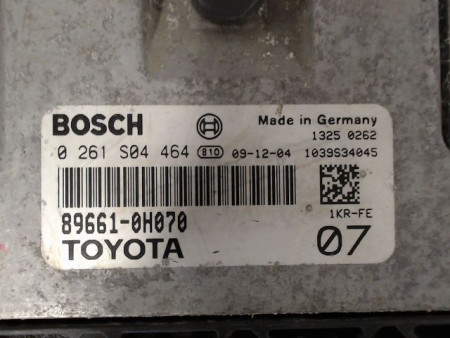 BOSCH Made in Germany
1325 0262
0 261 S04 464 B10 09-12-04 1039S34045
89661-0H070 1KR-FE
TOYOTA 07